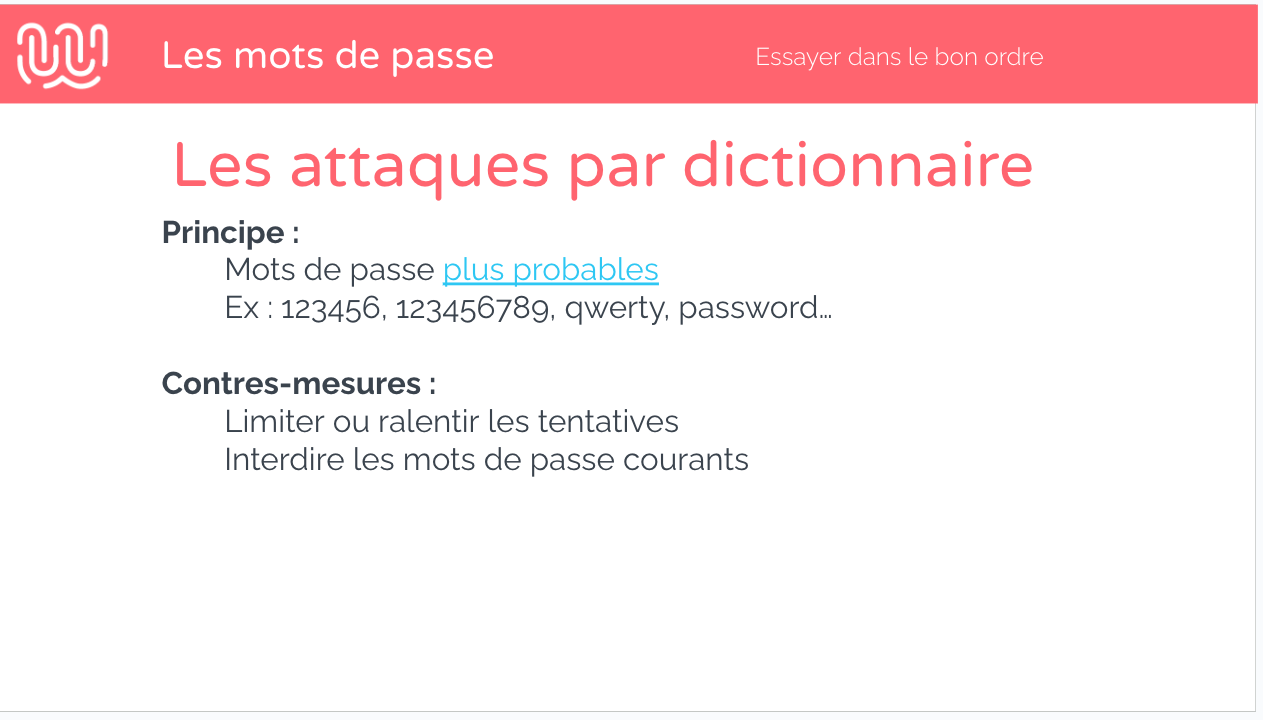 Les mots de passe
Essayer dans le bon ordre
Les attaques par dictionnaire
Principe :
Mots de passe plus probables
Ex : 123456, 123456789, qwerty, password…
Contres-mesures :
Limiter ou ralentir les tentatives
Interdire les mots de passe courants